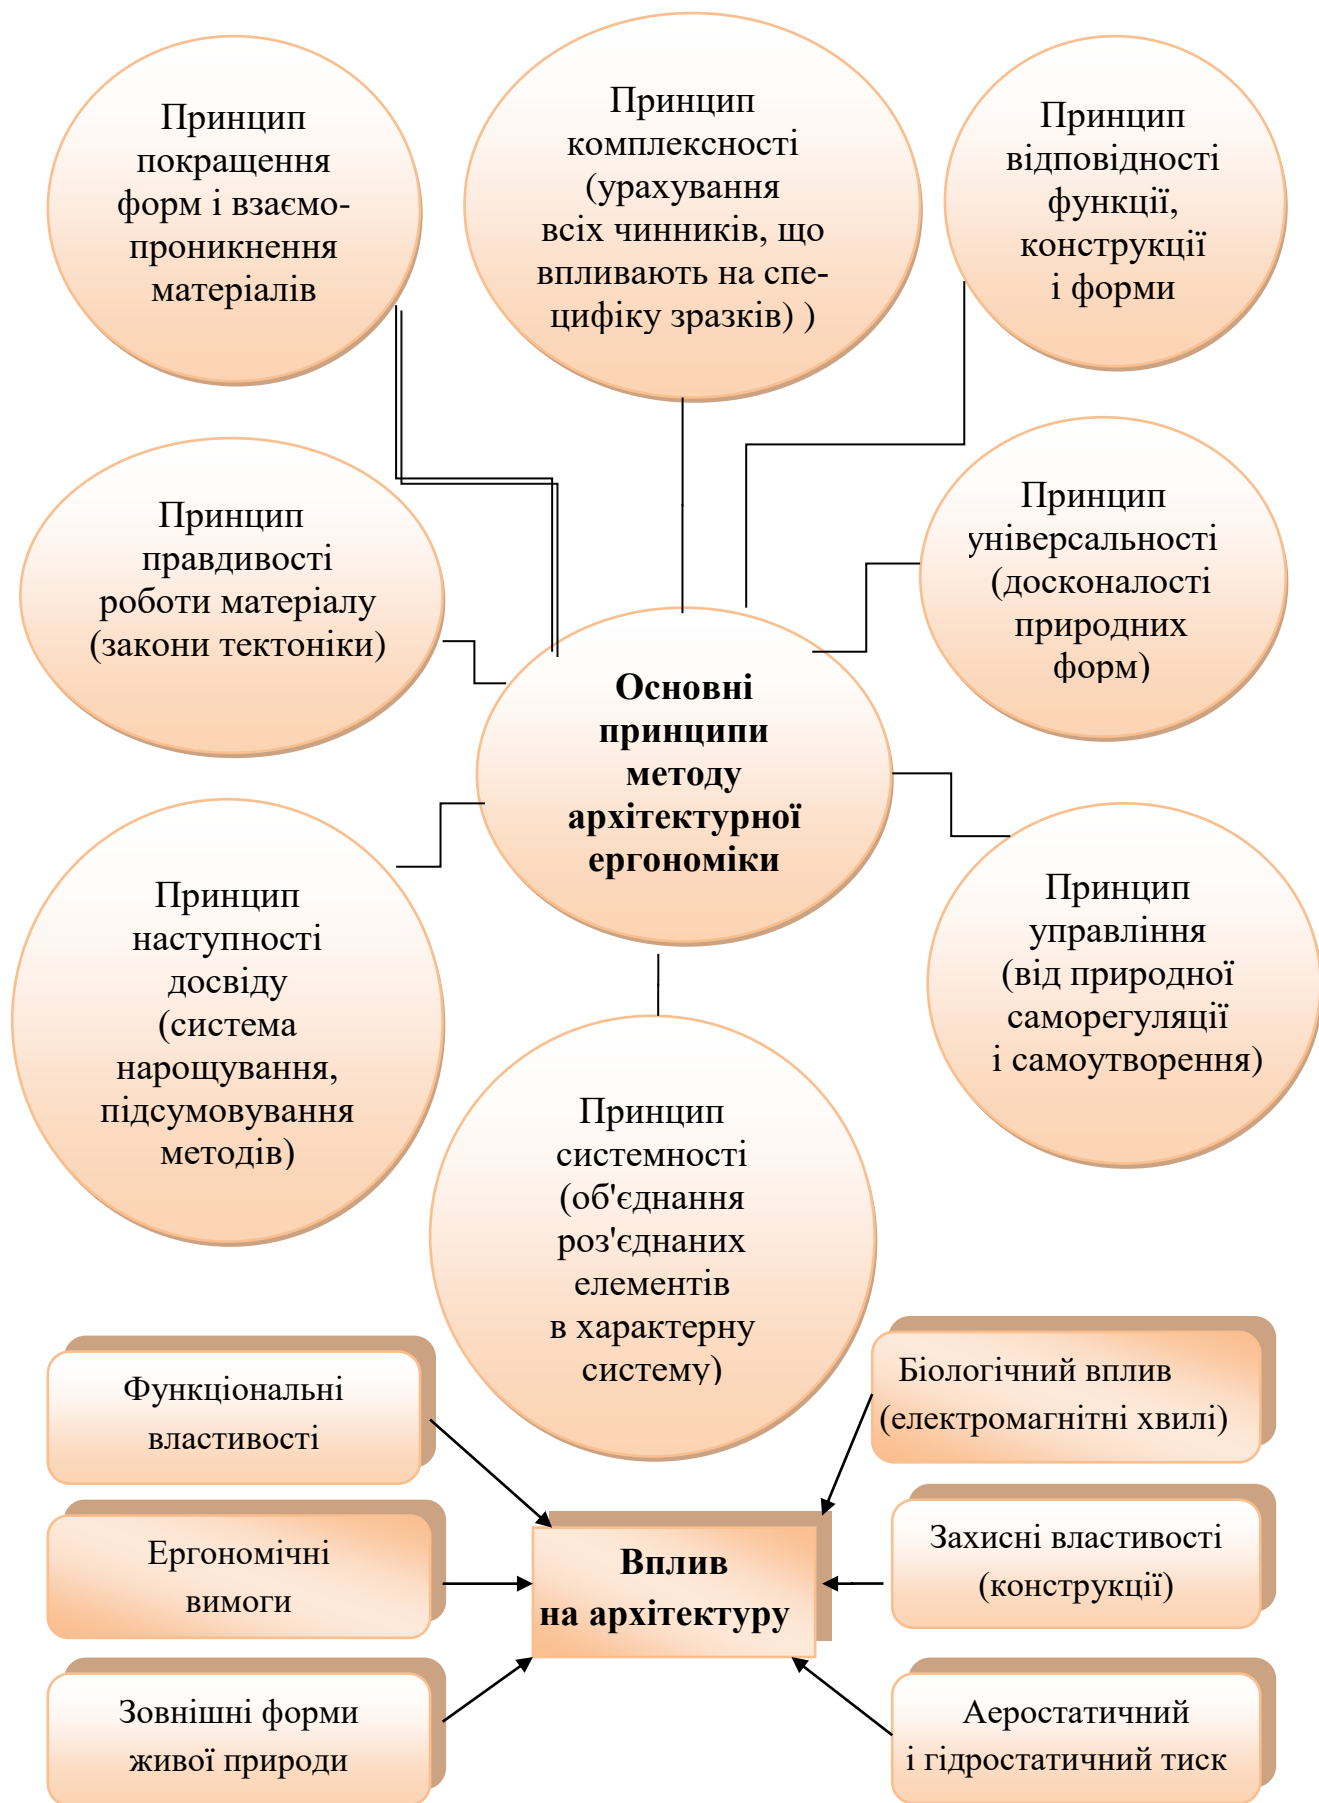 Принцип
покращення
форм і взаємо-
проникнення
матеріалів
Принцип
комплексності
(урахування
всіх чинників, що
впливають на спе-
цифіку зразків) )
Принцип
відповідності
функції,
конструкції
і форми
Принцип
правдивості
роботи матеріалу
(закони тектоніки)
Принцип
універсальності
(досконалості
природних
форм)
Основні
принципи
методу
архітектурної
ергономіки
Принцип
наступності
досвіду
(система
нарощування,
підсумовування
методів)
Принцип
управління
(від природної
саморегуляції
і самоутворення)
Принцип
системності
(об'єднання
роз'єднаних
елементів
в характерну
систему)
Функціональні
властивості
Біологічний вплив
(електромагнітні хвилі)
Ергономічні
вимоги
Вплив
на архітектуру
Захисні властивості
(конструкції)
Зовнішні форми
живої природи
Аеростатичний
і гідростатичний тиск